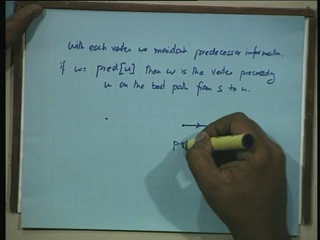 With each vertex we maintain predecessor information.
if w = pred[u] then w is the vertex preceding
u on the best path from s to u.
pr